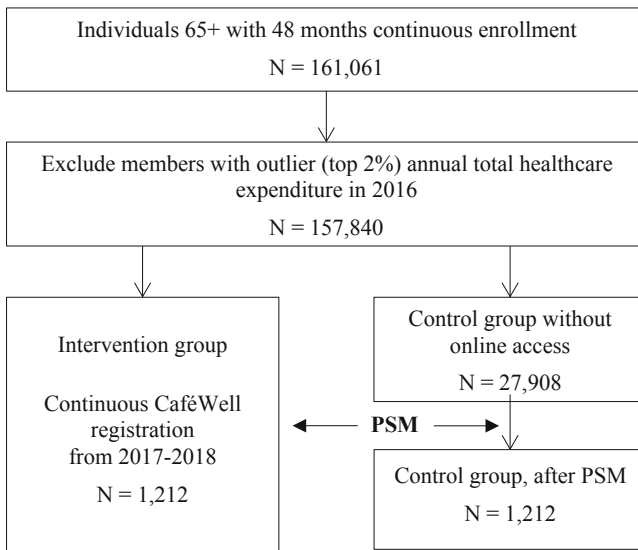 Individuals 65+ with 48 months continuous enrollment
N = 161,061
Exclude members with outlier (top 2%) annual total healthcare
expenditure in 2016
N = 157,840
Intervention group
Continuous CaféWell
registration
from 2017-2018
N = 1,212
Control group without
online access
N = 27,908
PSM
Control group, after PSM
N = 1,212